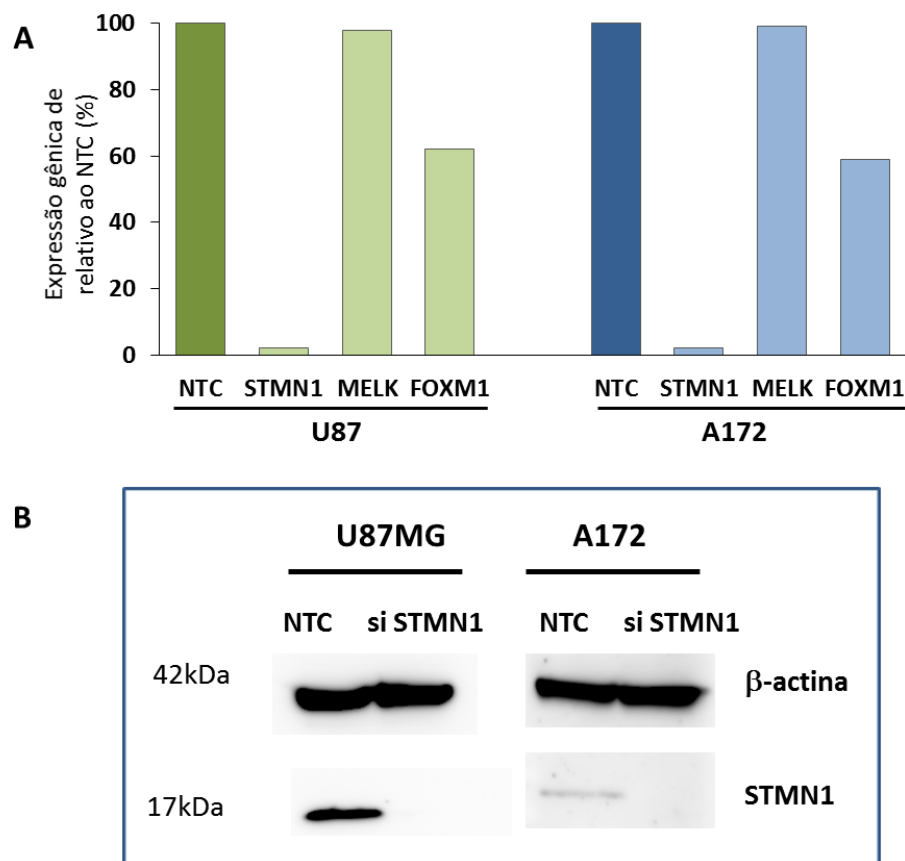 A
Expressão gênica de
relativo ao NTC (%)
100
80
60
40
20
0
NTC STMN1 MELK FOXM1 NTC STMN1 MELK FOXM1
U87 A172
B
U87MG A172
NTC si STMN1 NTC si STMN1
42kDa β-actina
17kDa STMN1